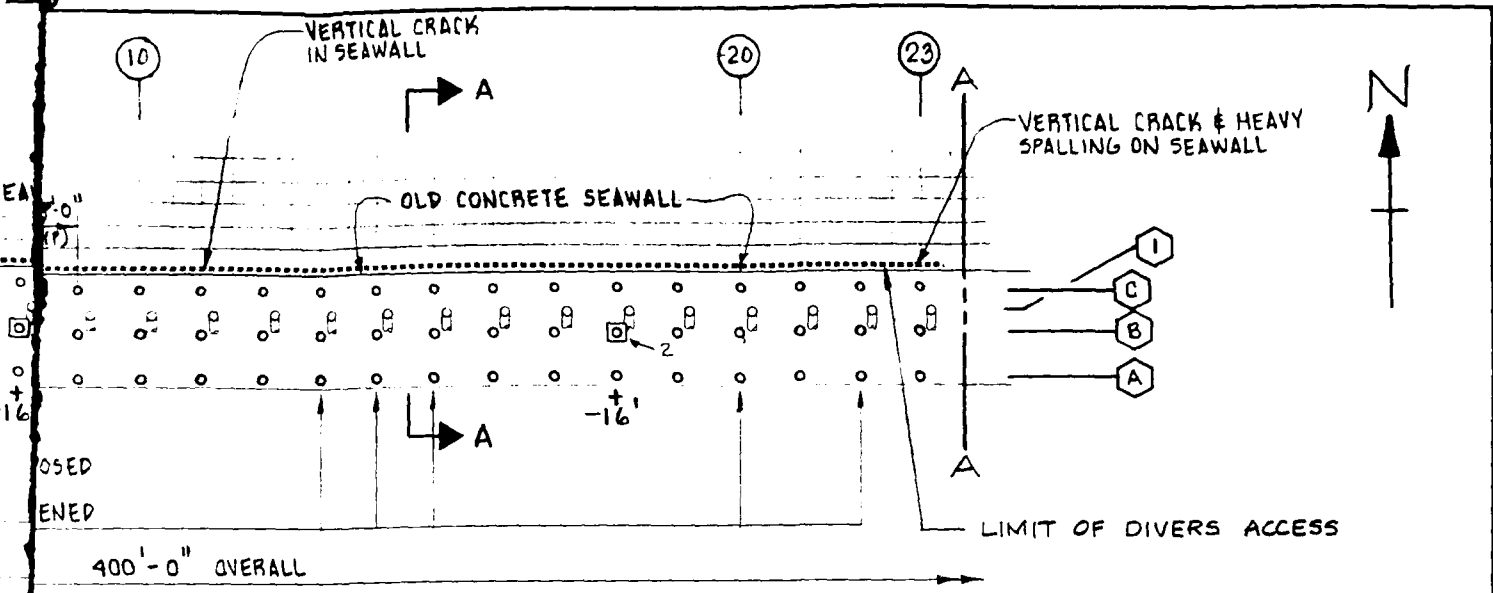 VERTICAL CRACK
IN SEAWALL
10
A
20
23
A
N
VERTICAL CRACK & HEAVY
SPALLING ON SEAWALL
OLD CONCRETE SEAWALL
1
C
B
A
2
-16'
-16
A
A
OSED
ENED
LIMIT OF DIVERS ACCESS
400'-0" OVERALL